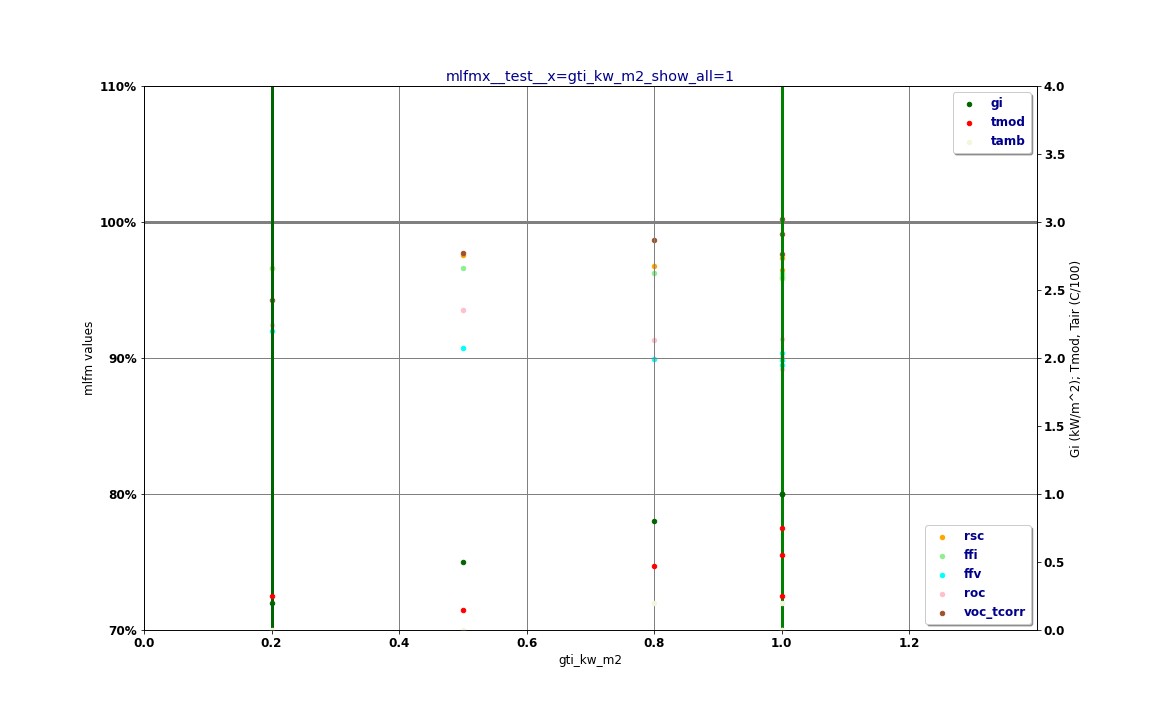 mlfmx__test__x=gti_kw_m2_show_all=1
110%
100%
90%
80%
70%
mlfm values
0.0
0.2
0.4
0.6
0.8
1.0
1.2
gti_kw_m2
4.0
3.5
3.0
2.5
2.0
1.5
1.0
0.5
0.0
Gi (kW/m^2); Tmod, Tair (C/100)
gi
tmod
tamb
rsc
ffi
ffv
roc
voc_tcorr